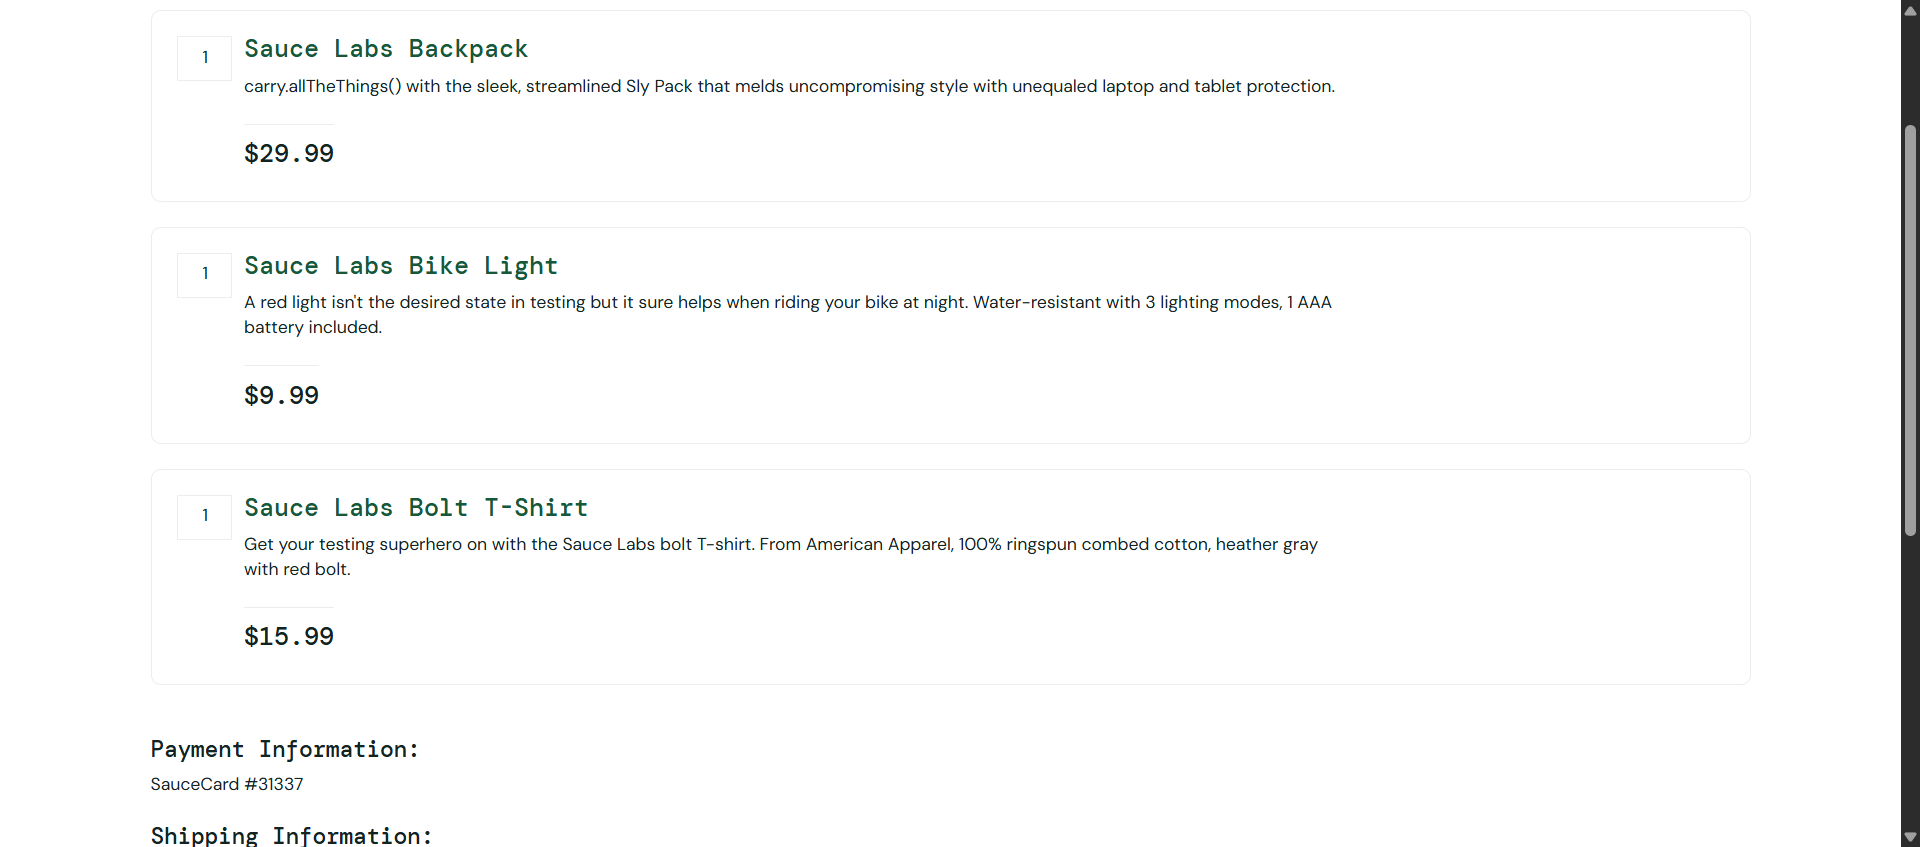 1
Sauce Labs Backpack
carry.allTheThings() with the sleek, streamlined Sly Pack that melds uncompromising style with unequaled laptop and tablet protection.
$29.99
1
Sauce Labs Bike Light
A red light isn't the desired state in testing but it sure helps when riding your bike at night. Water-resistant with 3 lighting modes, 1 AAA
battery included.
$9.99
1
Sauce Labs Bolt T-Shirt
Get your testing superhero on with the Sauce Labs bolt T-shirt. From American Apparel, 100% ringspun combed cotton, heather gray
with red bolt.
$15.99
Payment Information:
SauceCard #31337
Shipping Information: